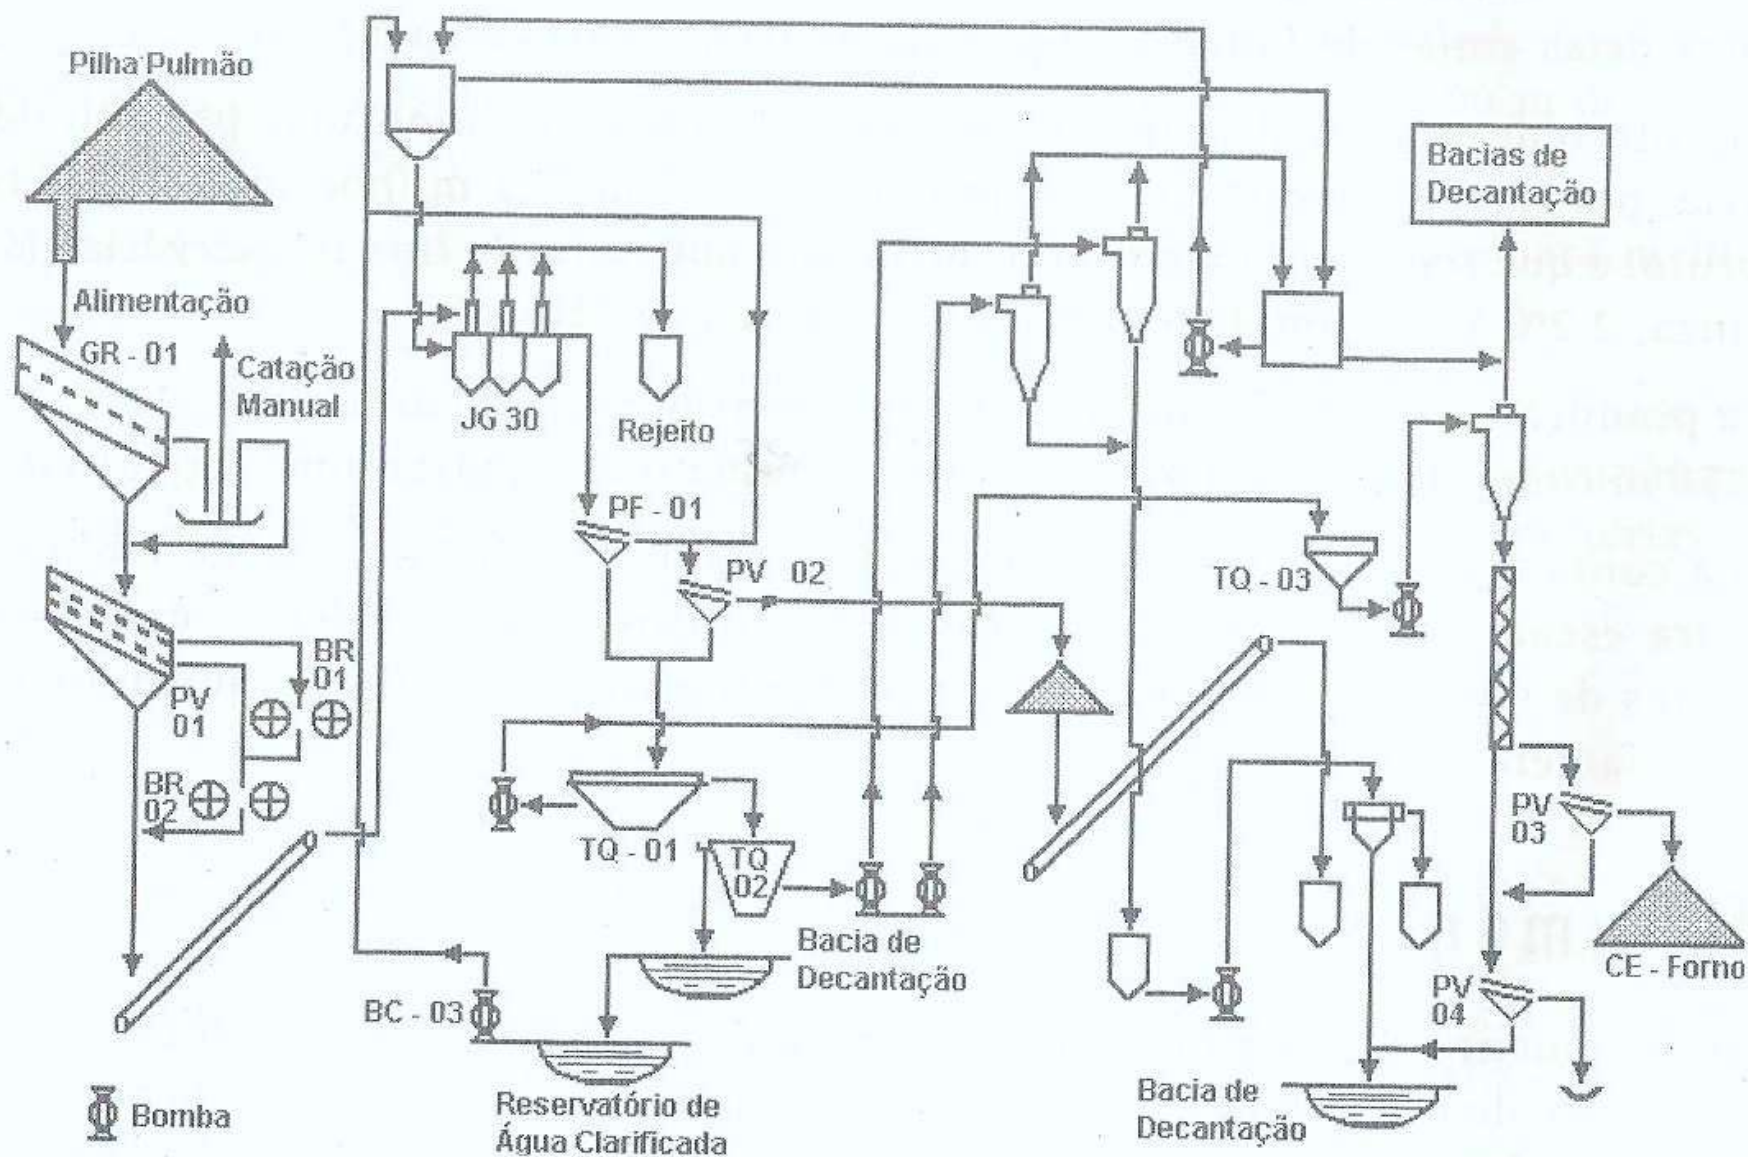 Pilha Pulmão
Alimentação
GR - 01
Catação
Manual
JG 30
Rejeito
Bacias de
Decantação
PF - 01
PV 02
TQ - 03
BR
01
PV
01
BR
02
TQ - 01
TQ
02
PV
03
CE - Forno
Bacia de
Decantação
BC - 03
PV
04
Reservatório de
Água Clarificada
Bacia de
Decantação
Bomba